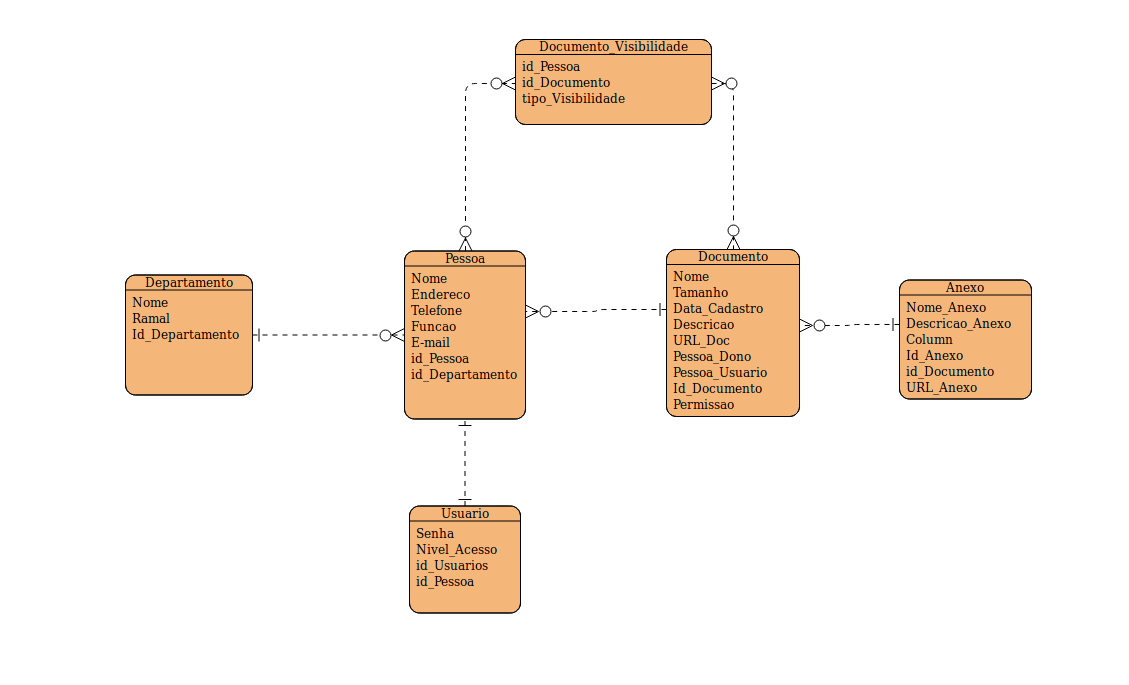 Documento_Visibilidade
id_Pessoa
id_Documento
tipo_Visibilidade
Departamento
Nome
Ramal
Id_Departamento
Pessoa
Nome
Endereco
Telefone
Funcao
E-mail
id_Pessoa
id_Departamento
Documento
Nome
Tamanho
Data_Cadastro
Descricao
URL_Doc
Pessoa_Dono
Pessoa_Usuario
Id_Documento
Permissao
Anexo
Nome_Anexo
Descricao_Anexo
Column
Id_Anexo
id_Documento
URL_Anexo
Usuario
Senha
Nivel_Acesso
id_Usuarios
id_Pessoa